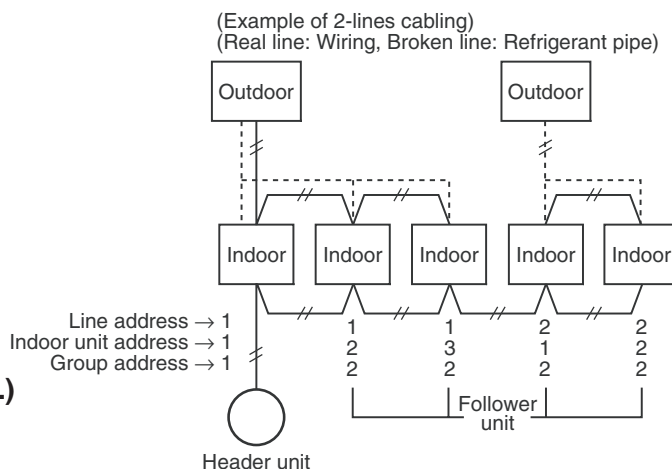 (Example of 2-lines cabling)
(Real line: Wiring, Broken line: Refrigerant pipe)
Outdoor Outdoor
Indoor Indoor Indoor Indoor Indoor
Line address → 1 1 1 2 2
Indoor unit address → 1 2 3 1 2
Group address → 1 2 2 2 2
.)
Follower
unit
Header unit